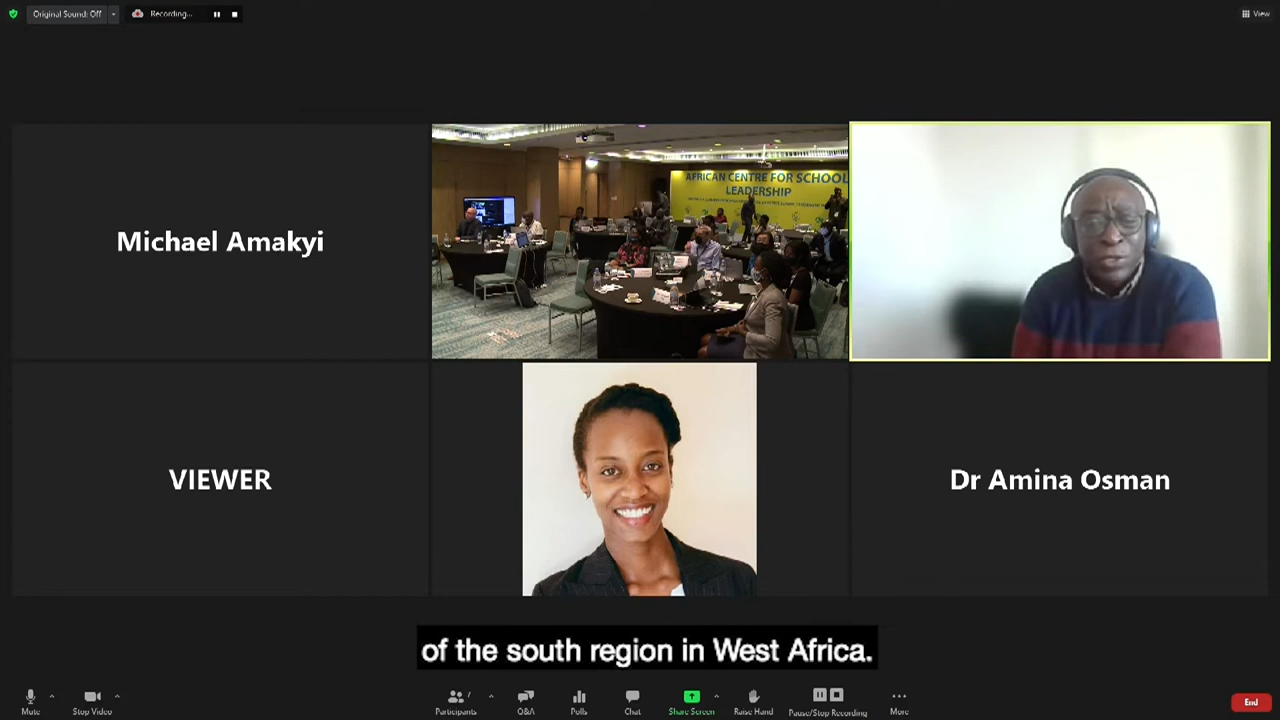 Original Sound: Off
Recording...
View
Michael Amakyi
AFRICAN CENTRE FOR SCHOOL
LEADERSHIP
VIEWER
Dr Amina Osman
of the south region in West Africa.
Mute
Stop Video
Participants
7
Q&A
Polls
Chat
Share Screen
Raise Hand
Pause/Stop Recording
More
End